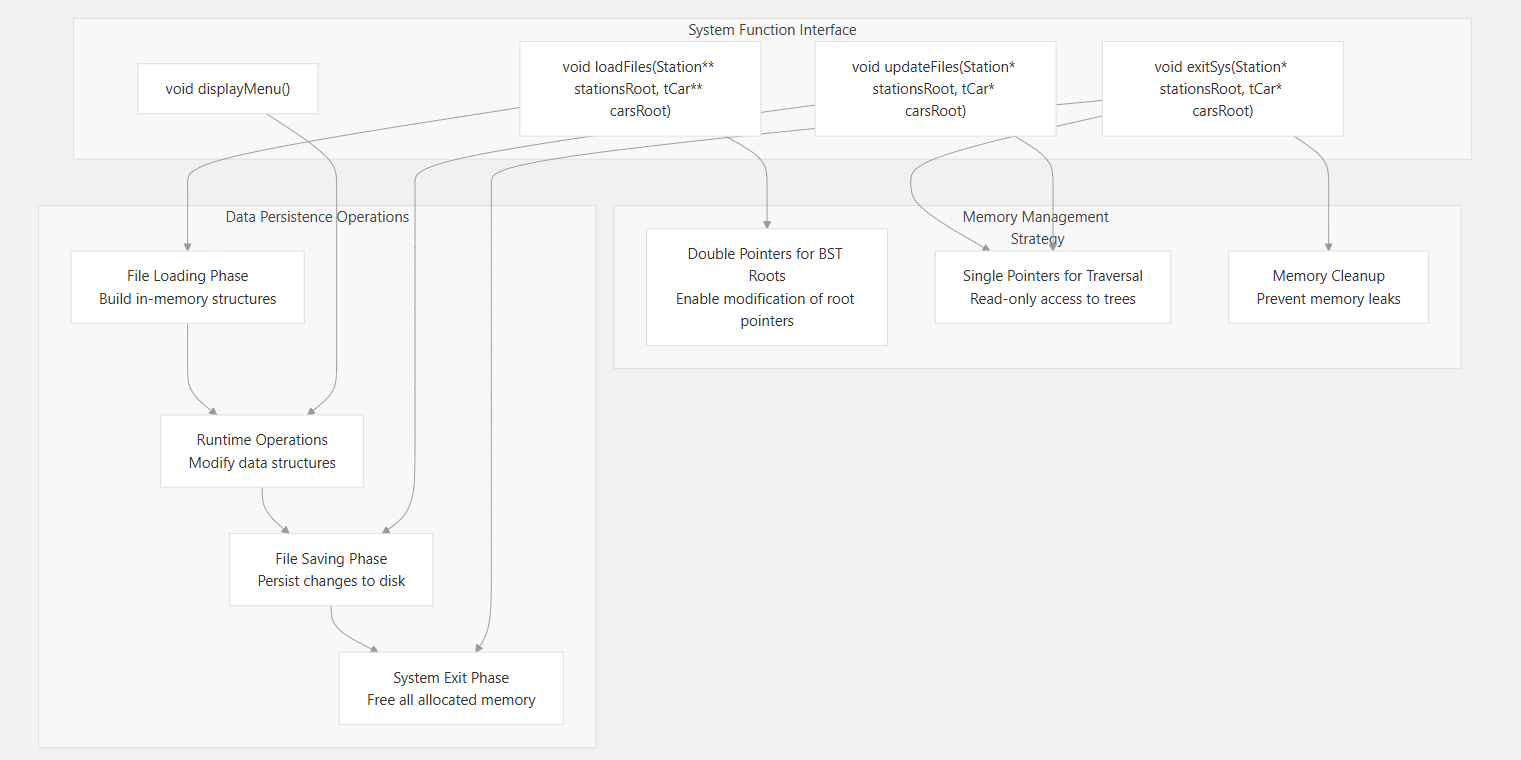 System Function Interface
void displayMenu()
void loadFiles(Station**
stationsRoot, tCar**
carsRoot)
void updateFiles(Station*
stationsRoot, tCar*
carsRoot)
void exitSys(Station*
stationsRoot, tCar*
carsRoot)
Data Persistence Operations
File Loading Phase
Build in-memory structures
Runtime Operations
Modify data structures
File Saving Phase
Persist changes to disk
System Exit Phase
Free all allocated memory
Memory Management
Strategy
Double Pointers for BST
Roots
Enable modification of root
pointers
Single Pointers for Traversal
Read-only access to trees
Memory Cleanup
Prevent memory leaks